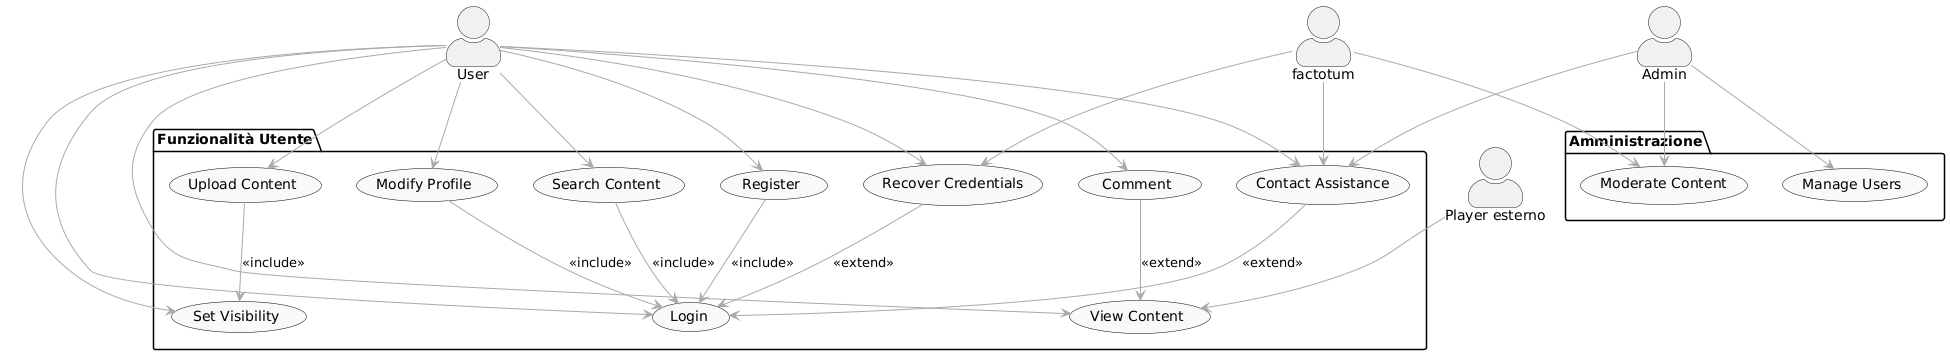 User
factotum
Admin
Funzionalità Utente
Amministrazione
Upload Content
Modify Profile
Search Content
Register
Recover Credentials
Comment
Contact Assistance
Moderate Content
Manage Users
Player esterno
«include»
«include»
«include»
«include»
«extend»
«extend»
«extend»
Set Visibility
Login
View Content